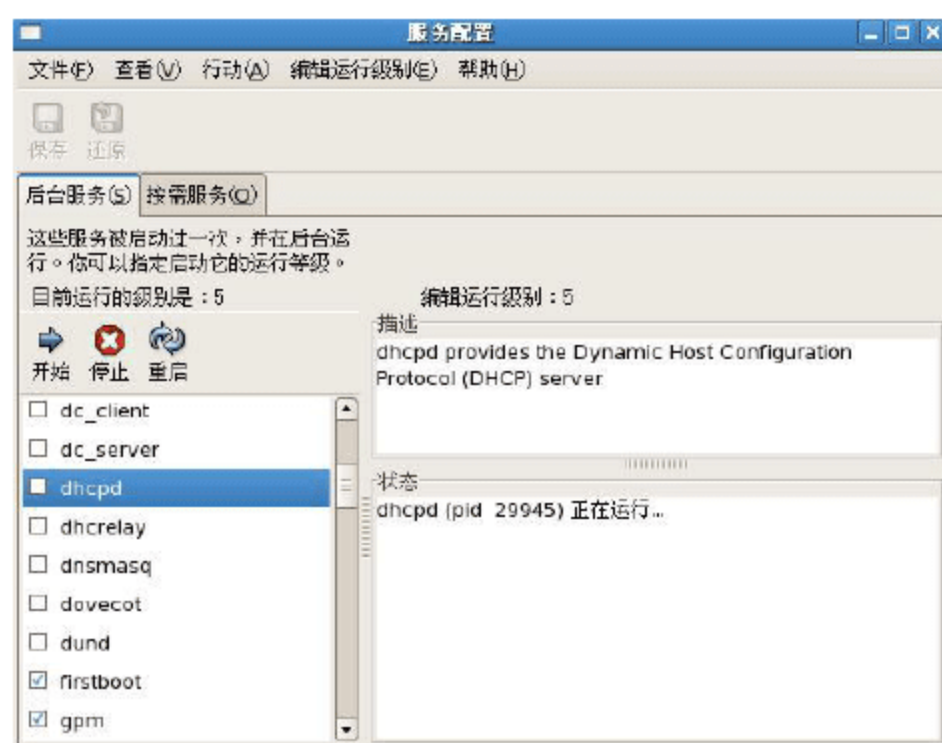 服务配置
文件(F) 查看(V) 行动(A) 编辑运行级别(E) 帮助(H)
保存 还原
后台服务(S) 按需服务(O)
这些服务被启动过一次，并在后台运
行。你可以指定启动它的运行等级。
目前运行的级别是：5
编辑运行级别：5
开始 停止 重启
dc_client
dc_server
dhcpd
dhcrelay
dnsmasq
dovecot
dund
firstboot
gpm
描述
dhcpd provides the Dynamic Host Configuration
Protocol (DHCP) server
状态
dhcpd (pid 29945) 正在运行...